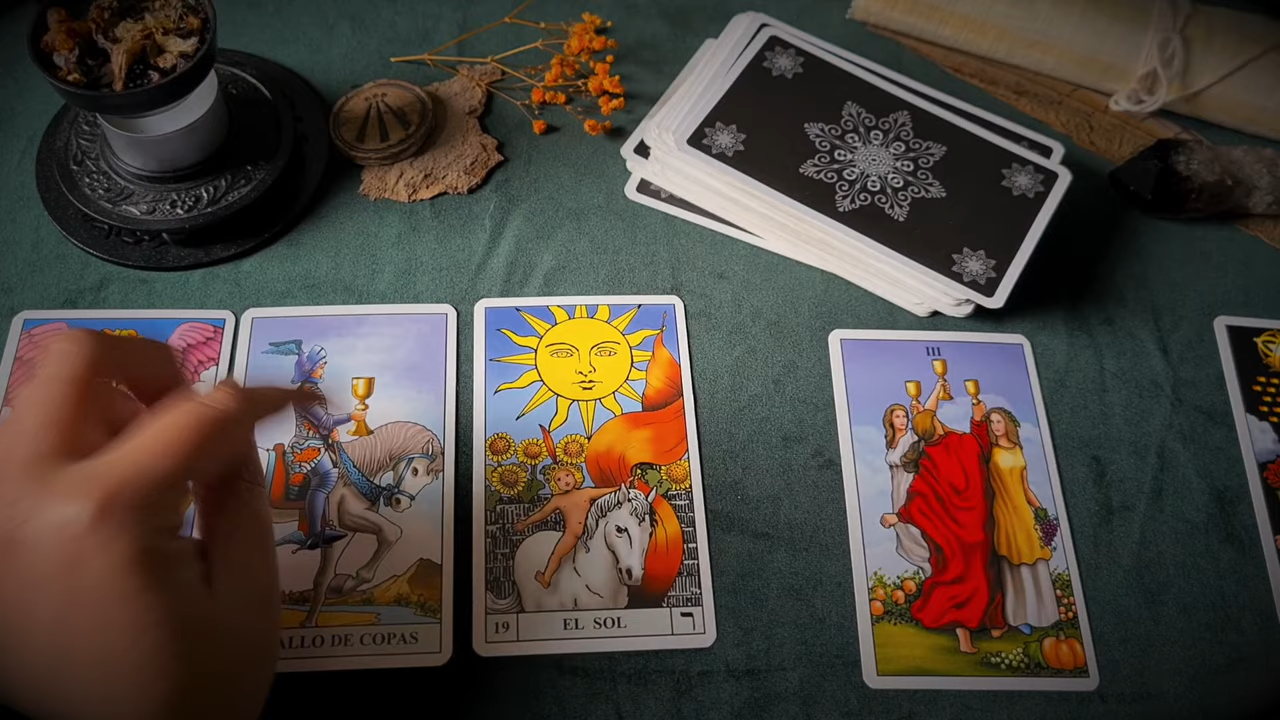 III
ALLO DE COPAS
19
EL SOL
ר